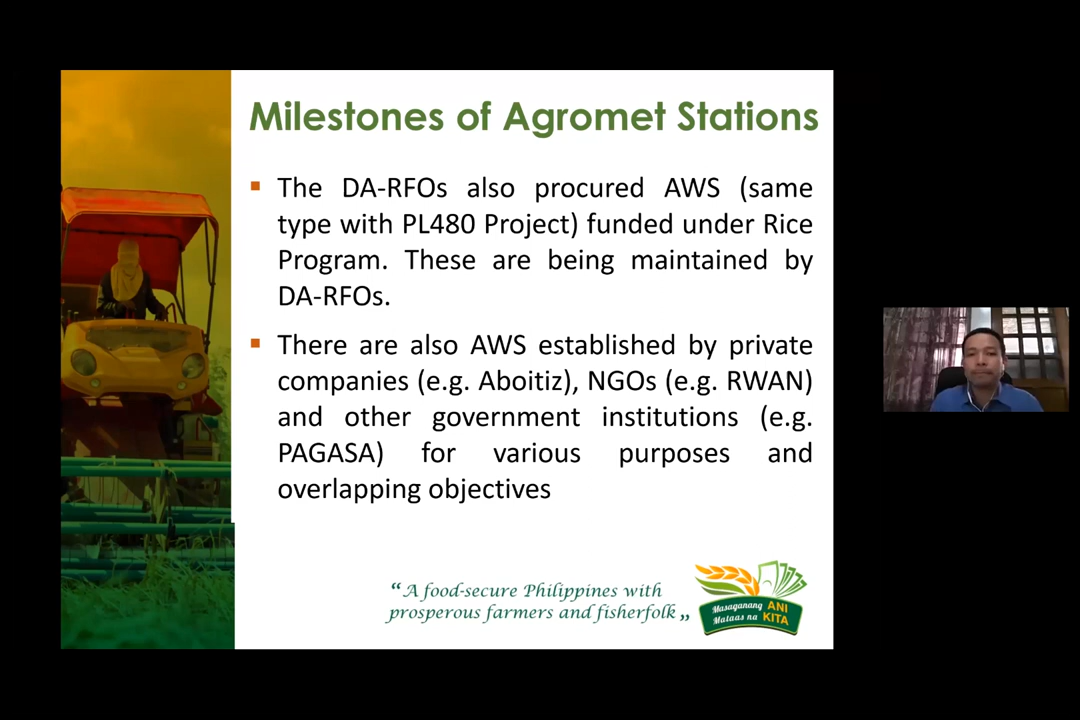 Milestones of Agromet Stations
▪ The DA-RFOs also procured AWS (same
type with PL480 Project) funded under Rice
Program. These are being maintained by
DA-RFOs.
▪ There are also AWS established by private
companies (e.g. Aboitiz), NGOs (e.g. RWAN)
and other government institutions (e.g.
PAGASA) for various purposes and
overlapping objectives
“ A food-secure Philippines with
prosperous farmers and fisherfolk „
Masaganang ANI
Mataas na KITA